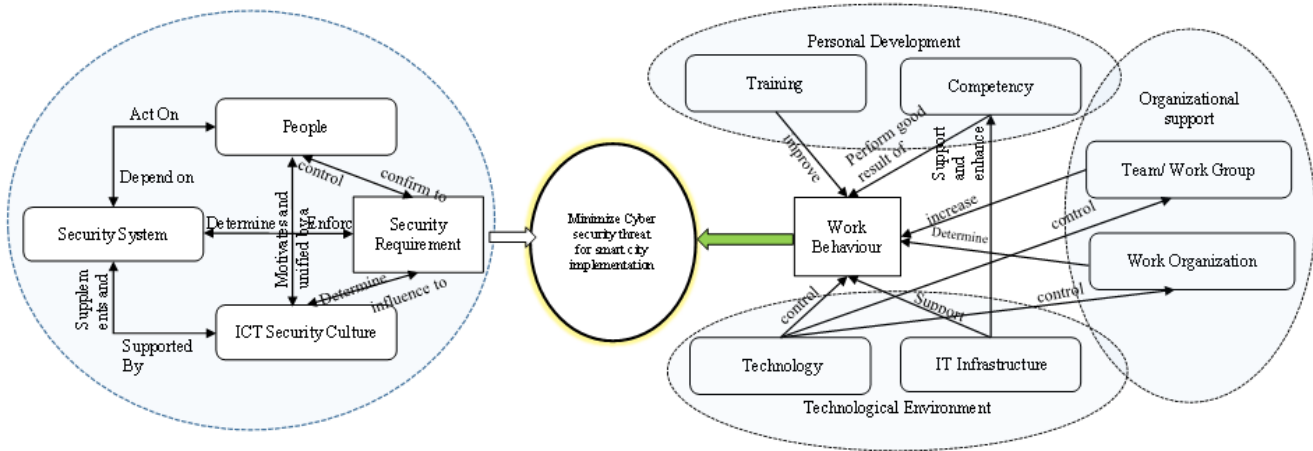 Act On
People
Depend on
control
confirm to
Security System
Determine
Enforc
Motivates and
unified by a
Security
Requirement
Supplem
ents and
Determine
influence to
ICT Security Culture
Supported
By
Minimize Cyber
security threat
for smart city
implementation
Personal Development
Training
Competency
improve
Perform good
result of
Support
and
enhance
Work
Behaviour
Organizational
support
Team/ Work Group
increase
control
Determine
Work Organization
control
control
Support
Technology
IT Infrastructure
Technological Environment